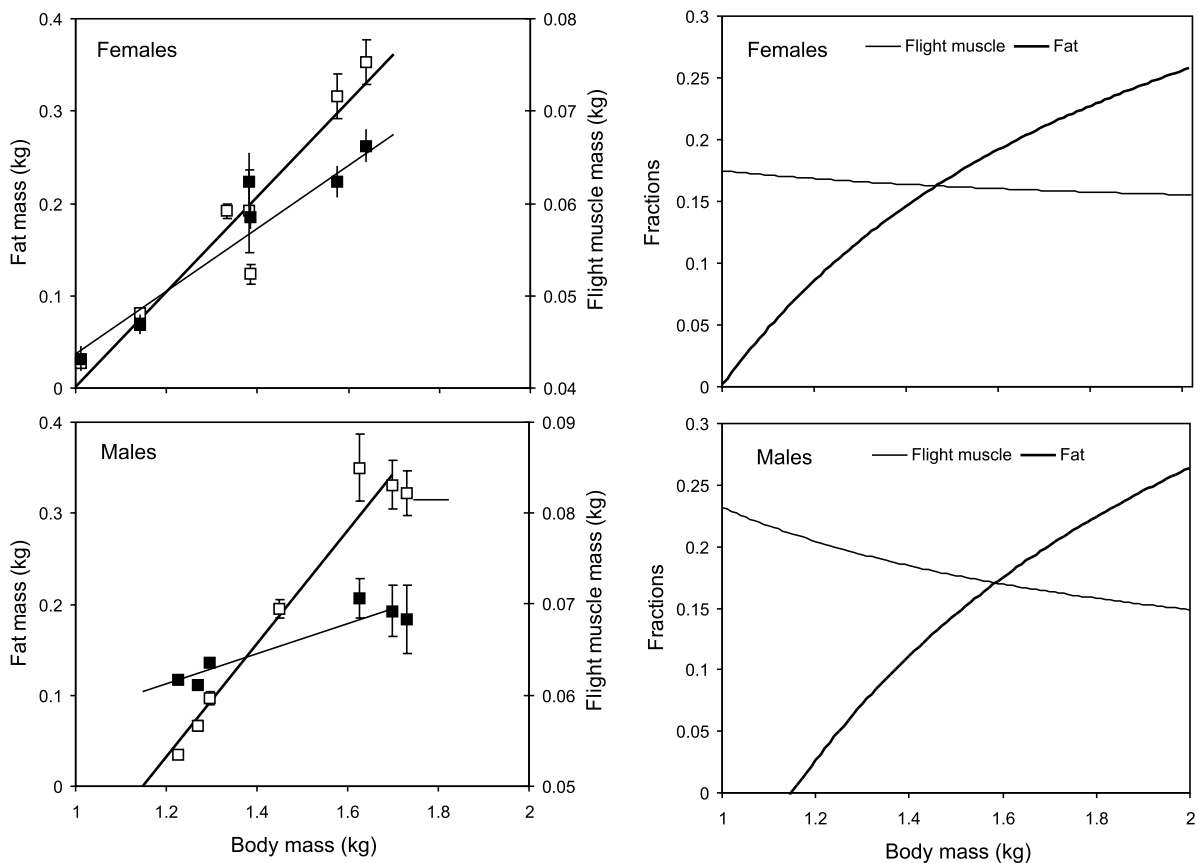 Females
Fat mass (kg)
0.4
0.3
0.2
0.1
0
0.08
0.07
0.06
0.05
0.04
Flight muscle mass (kg)
Females
Flight muscle Fat
Fractions
0.3
0.25
0.2
0.15
0.1
0.05
0
Males
Fat mass (kg)
0.4
0.3
0.2
0.1
0
0.09
0.08
0.07
0.06
0.05
Flight muscle mass (kg)
1 1.2 1.4 1.6 1.8 2
Body mass (kg)
Males
Flight muscle Fat
Fractions
0.3
0.25
0.2
0.15
0.1
0.05
0
1 1.2 1.4 1.6 1.8 2
Body mass (kg)